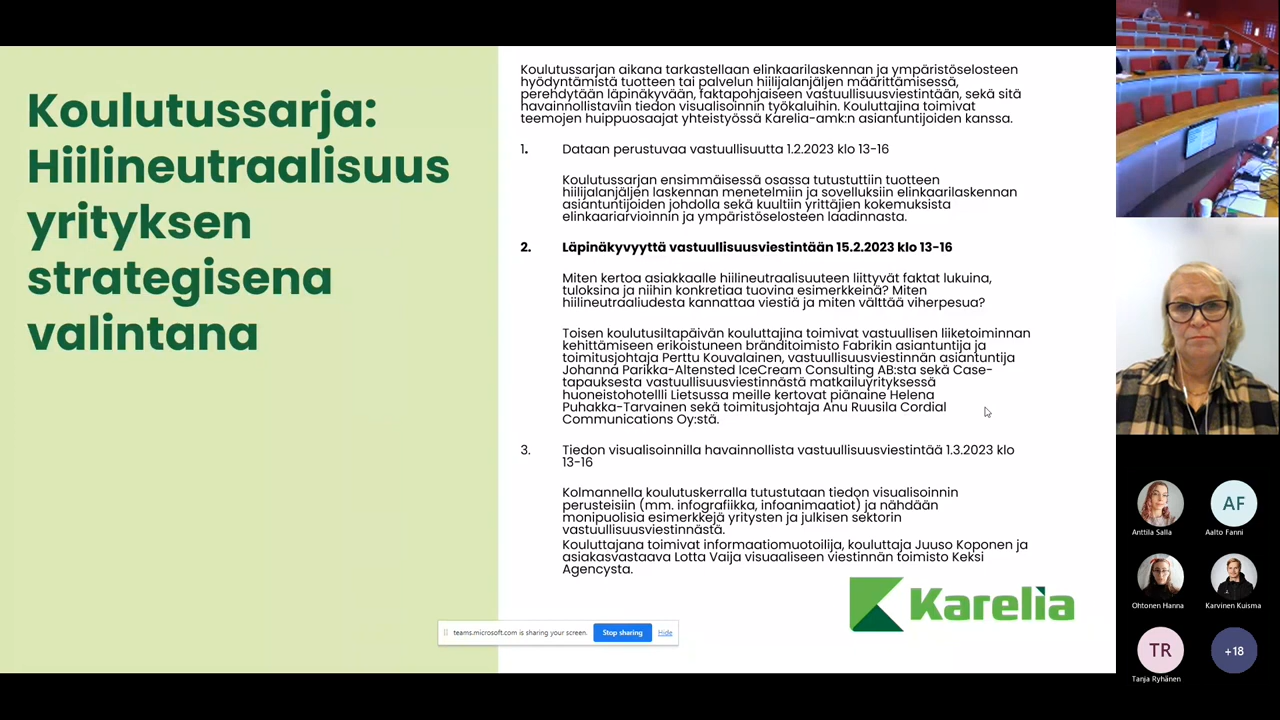 Koulutussarja:
Hiilineutraalisuus
yrityksen
strategisena
valintana
Koulutussarjan aikana tarkastellaan elinkaarilaskennan ja ympäristöselosteen
hyödyntämistä tuotteen tai palvelun hiilijalanjäljen määrittämisessä,
perehdytään läpinäkyvään, faktapohjaiseen vastuullisuusviestintään, sekä sitä
havainnollistaviin tiedon visualisoinnin työkaluihin. Kouluttajina toimivat
teemojen huippuosaajat yhteistyössä Karelia-amk:n asiantuntijoiden kanssa.
1. Dataan perustuvaa vastuullisuutta 1.2.2023 klo 13-16
Koulutussarjan ensimmäisessä osassa tutustuttiin tuotteen
hiilijalanjäljen laskennan menetelmiin ja sovelluksiin elinkaarilaskennan
asiantuntijoiden johdolla sekä kuultiin yrittäjien kokemuksista
elinkaariarvioinnin ja ympäristöselosteen laadinnasta.
2. Läpinäkyvyyttä vastuullisuusviestintään 15.2.2023 klo 13-16
Miten kertoa asiakkaalle hiilineutraalisuuteen liittyvät faktat lukuina,
tuloksina ja niihin konkretiaa tuovina esimerkkeinä? Miten
hiilineutraaliudesta kannattaa viestiä ja miten välttää viherpesua?
Toisen koulutusiltapäivän kouluttajina toimivat vastuullisen liiketoiminnan
kehittämiseen erikoistuneen bränditoimisto Fabrikin asiantuntija ja
toimitusjohtaja Perttu Kouvalainen, vastuullisuusviestinnän asiantuntija
Johanna Parikka-Altensted IceCream Consulting AB:sta sekä Case-
tapauksesta vastuullisuusviestinnästä matkailuyrityksessä
huoneistohotellli Lietsussa meille kertovat piänaine Helena
Puhakka-Tarvainen sekä toimitusjohtaja Anu Ruusila Cordial
Communications Oy:stä.
3. Tiedon visualisoinnilla havainnollista vastuullisuusviestintää 1.3.2023 klo
13-16
Kolmannella koulutuskerralla tutustutaan tiedon visualisoinnin
perusteisiin (mm. infografiikka, infoanimaatiot) ja nähdään
monipuolisia esimerkkejä yritysten ja julkisen sektorin
vastuullisuusviestinnästä.
Kouluttajana toimivat informaatiomuotoilija, kouluttaja Juuso Koponen ja
asiakasvastaava Lotta Vaija visuaaliseen viestinnän toimisto Keksi
Agencysta.
Karelia
teams.microsoft.com is sharing your screen. Stop sharing Hide
AF
Anttila Salla Aalto Fanni
Ohtonen Hanna Karvinen Kuisma
TR +18
Tanja Ryhänen